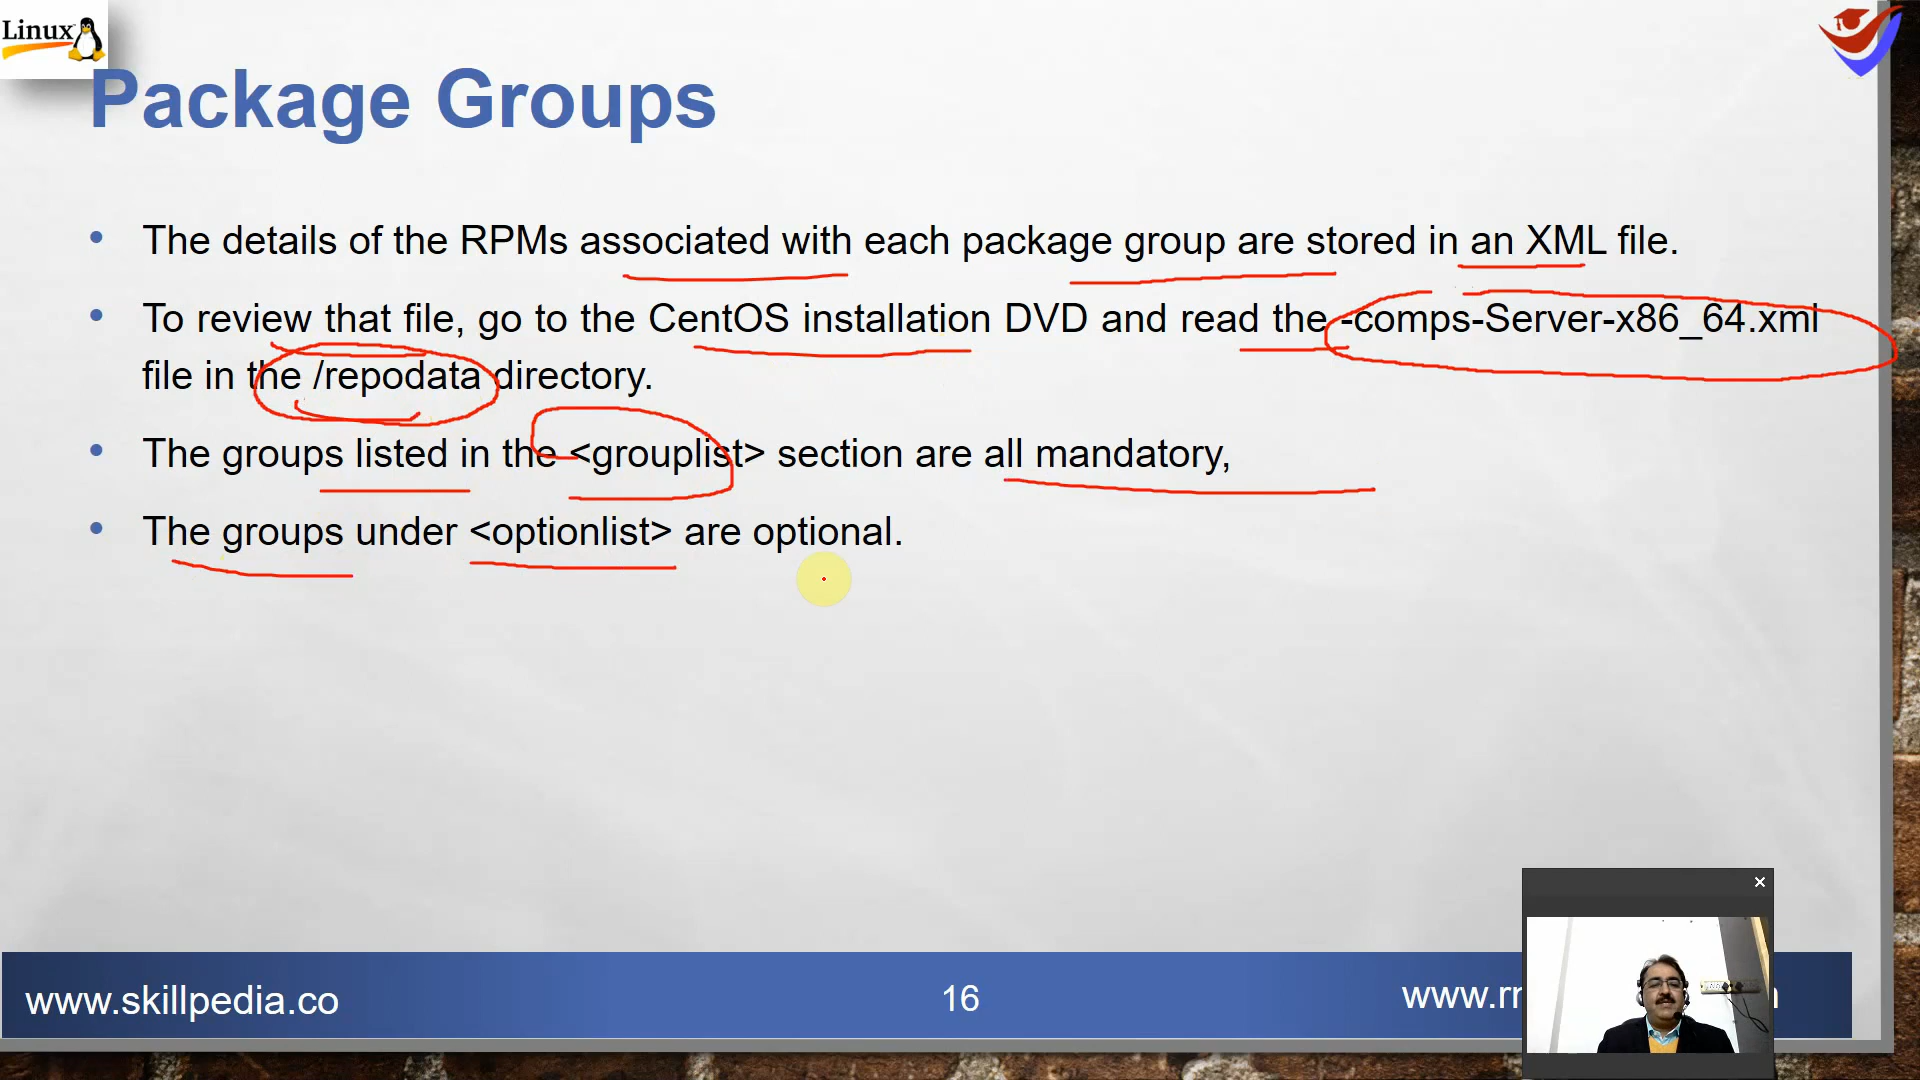 Linux
Package Groups
• The details of the RPMs associated with each package group are stored in an XML file.
• To review that file, go to the CentOS installation DVD and read the -comps-Server-x86_64.xml
file in the /repodata directory.
• The groups listed in the <grouplist> section are all mandatory,
• The groups under <optionlist> are optional.
www.skillpedia.co
16